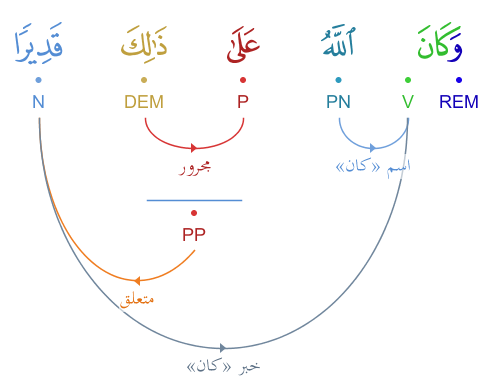 وَكَانَ ٱللَّهُ عَلَىٰ ذَٰلِكَ قَدِيرًا
REM V PN P DEM N
اسم «كان»
مجرور
PP
متعلق
خبر «كان»